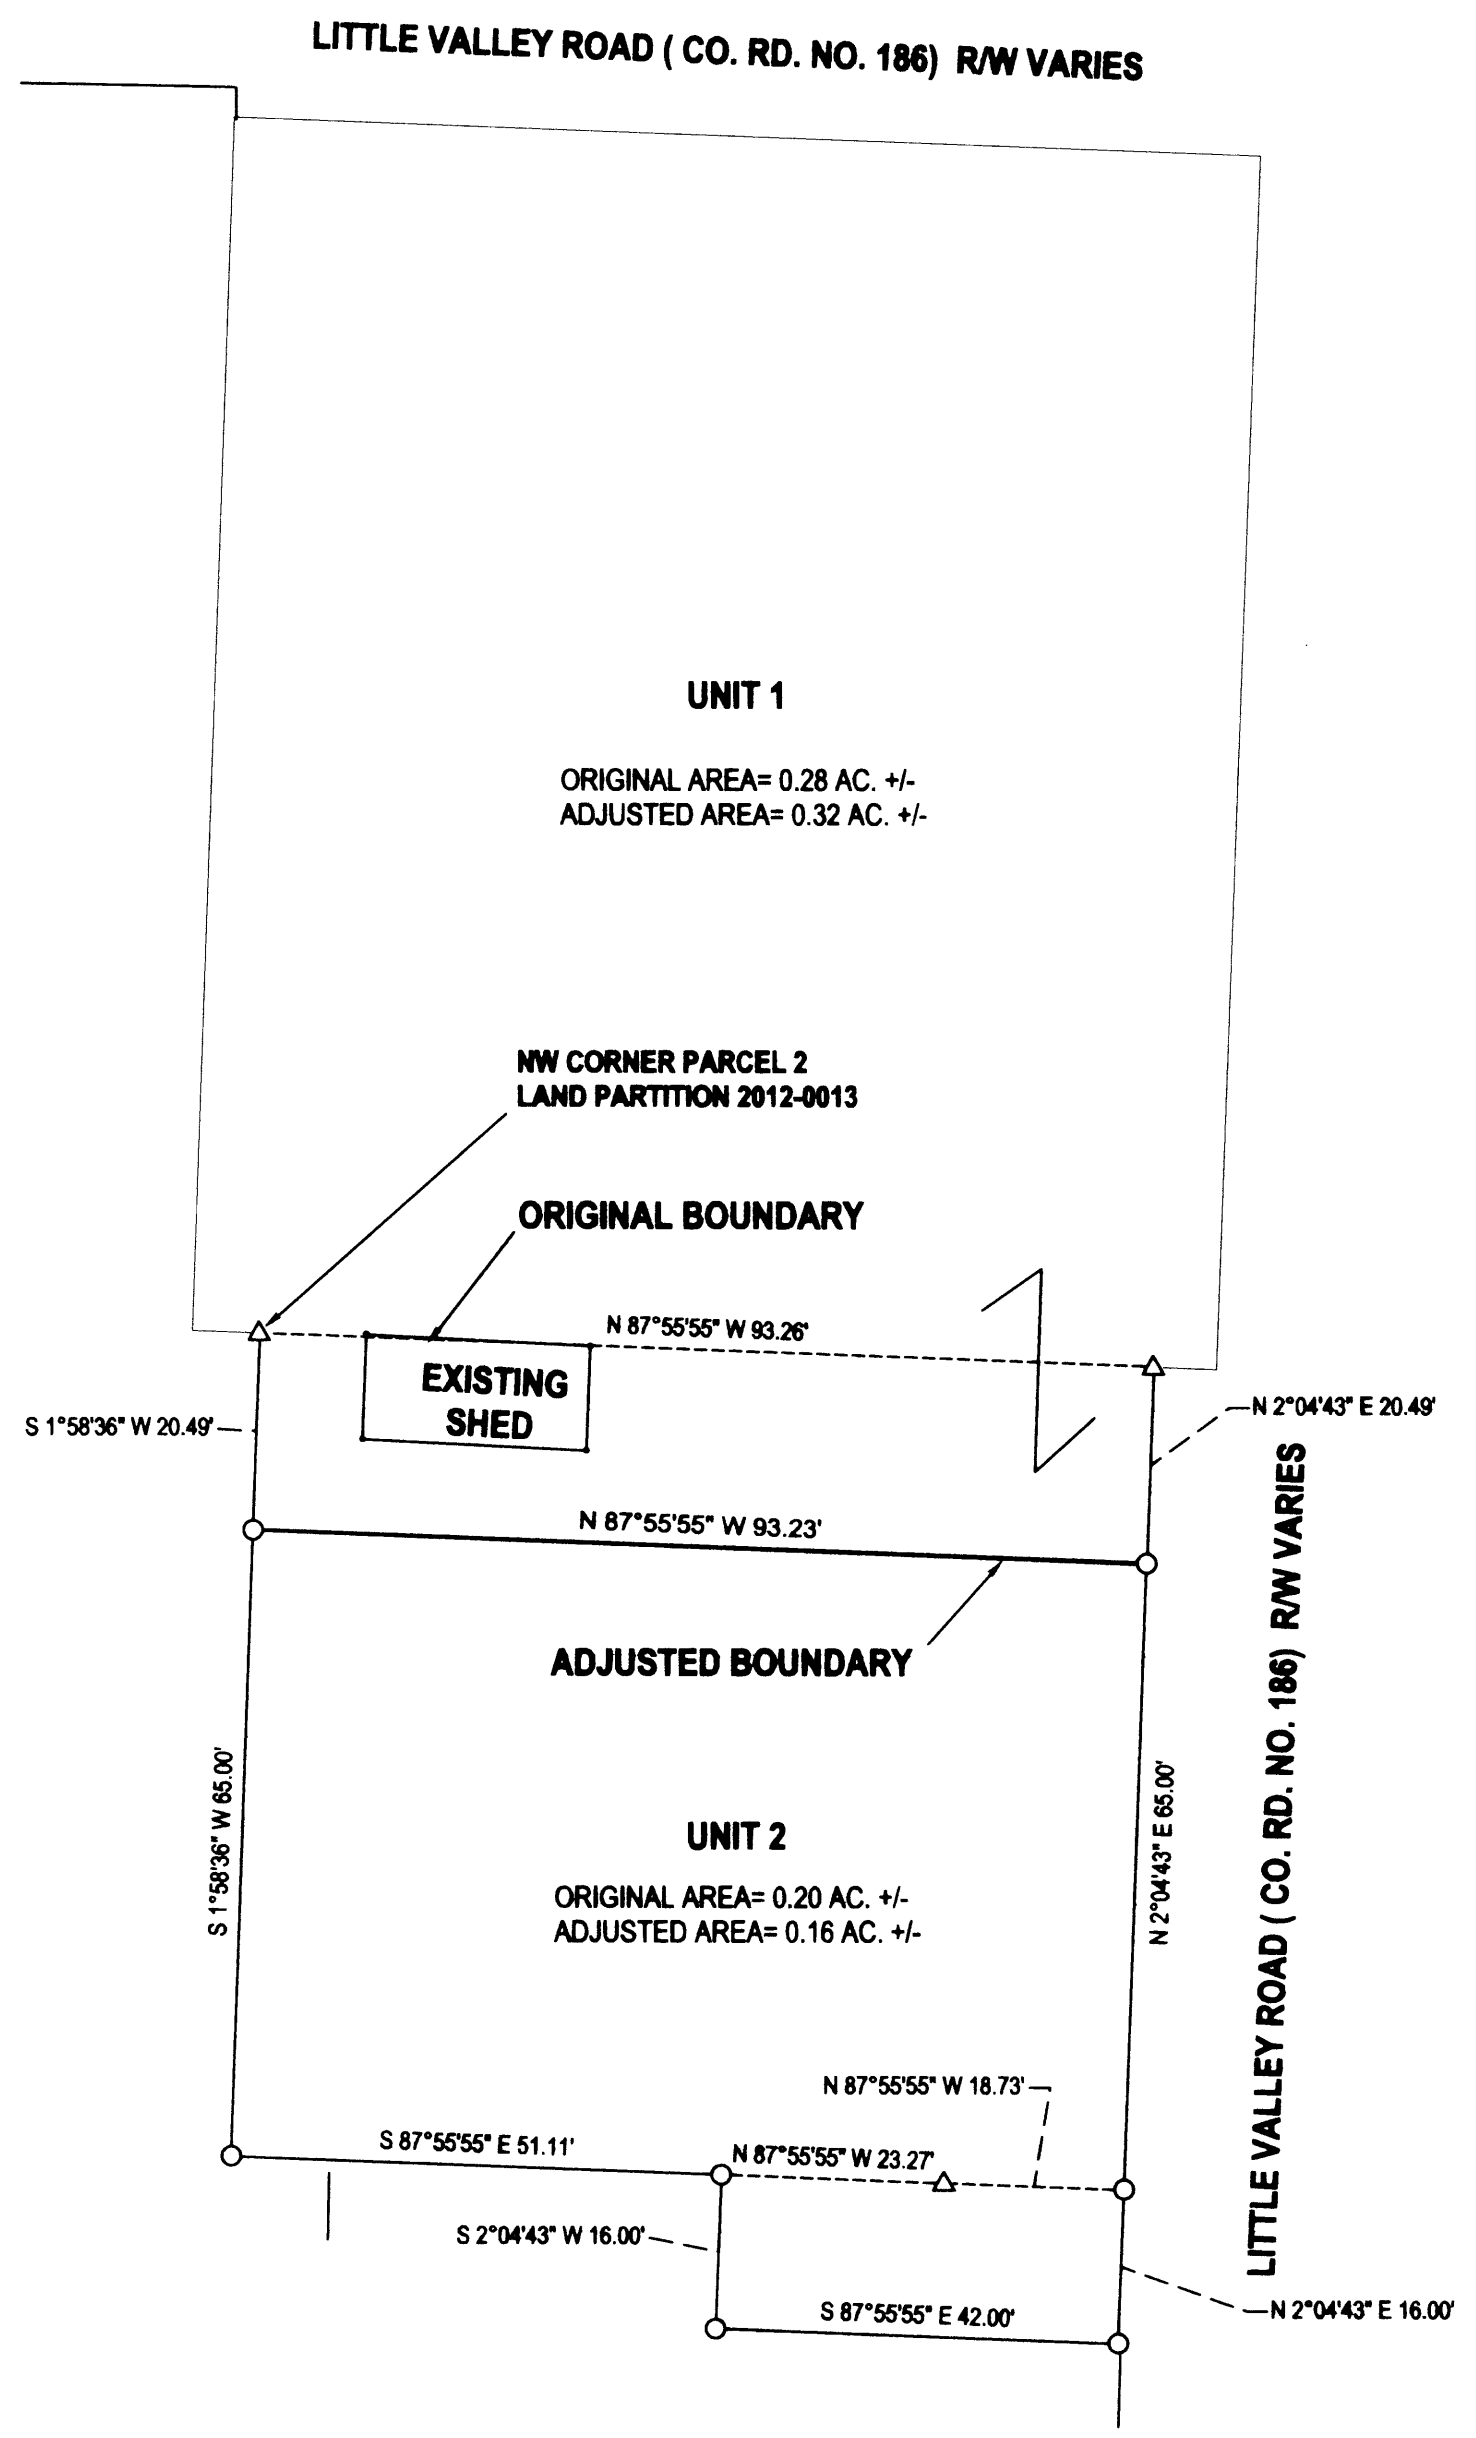 LITTLE VALLEY ROAD ( CO. RD. NO. 186)  R/W VARIES
UNIT 1
ORIGINAL AREA= 0.28 AC. +/-
ADJUSTED AREA= 0.32 AC. +/-
NW CORNER PARCEL 2
LAND PARTITION 2012-0013
ORIGINAL BOUNDARY
N 87°55'55" W 93.26'
EXISTING
SHED
S 1°58'36" W 20.49'
N 2°04'43" E 20.49'
N 87°55'55" W 93.23'
ADJUSTED BOUNDARY
LITTLE VALLEY ROAD ( CO. RD. NO. 186)  R/W VARIES
S 1°58'36" W 65.00'
N 2°04'43" E 65.00'
UNIT 2
ORIGINAL AREA= 0.20 AC. +/-
ADJUSTED AREA= 0.16 AC. +/-
N 87°55'55" W 18.73'
S 87°55'55" E 51.11'
N 87°55'55" W 23.27'
S 2°04'43" W 16.00'
S 87°55'55" E 42.00'
N 2°04'43" E 16.00'